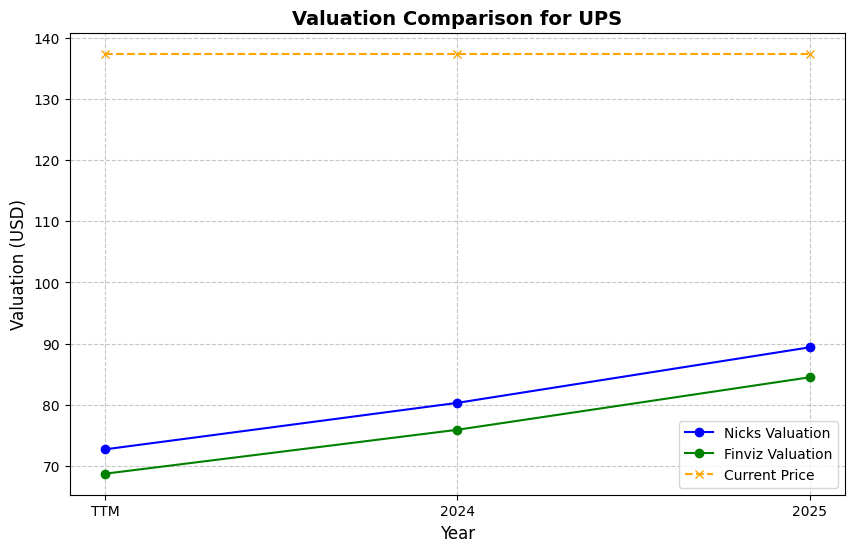 Valuation Comparison for UPS
Valuation (USD)
140
130
120
110
100
90
80
70
Nicks Valuation
Finviz Valuation
Current Price
TTM 2024 2025
Year